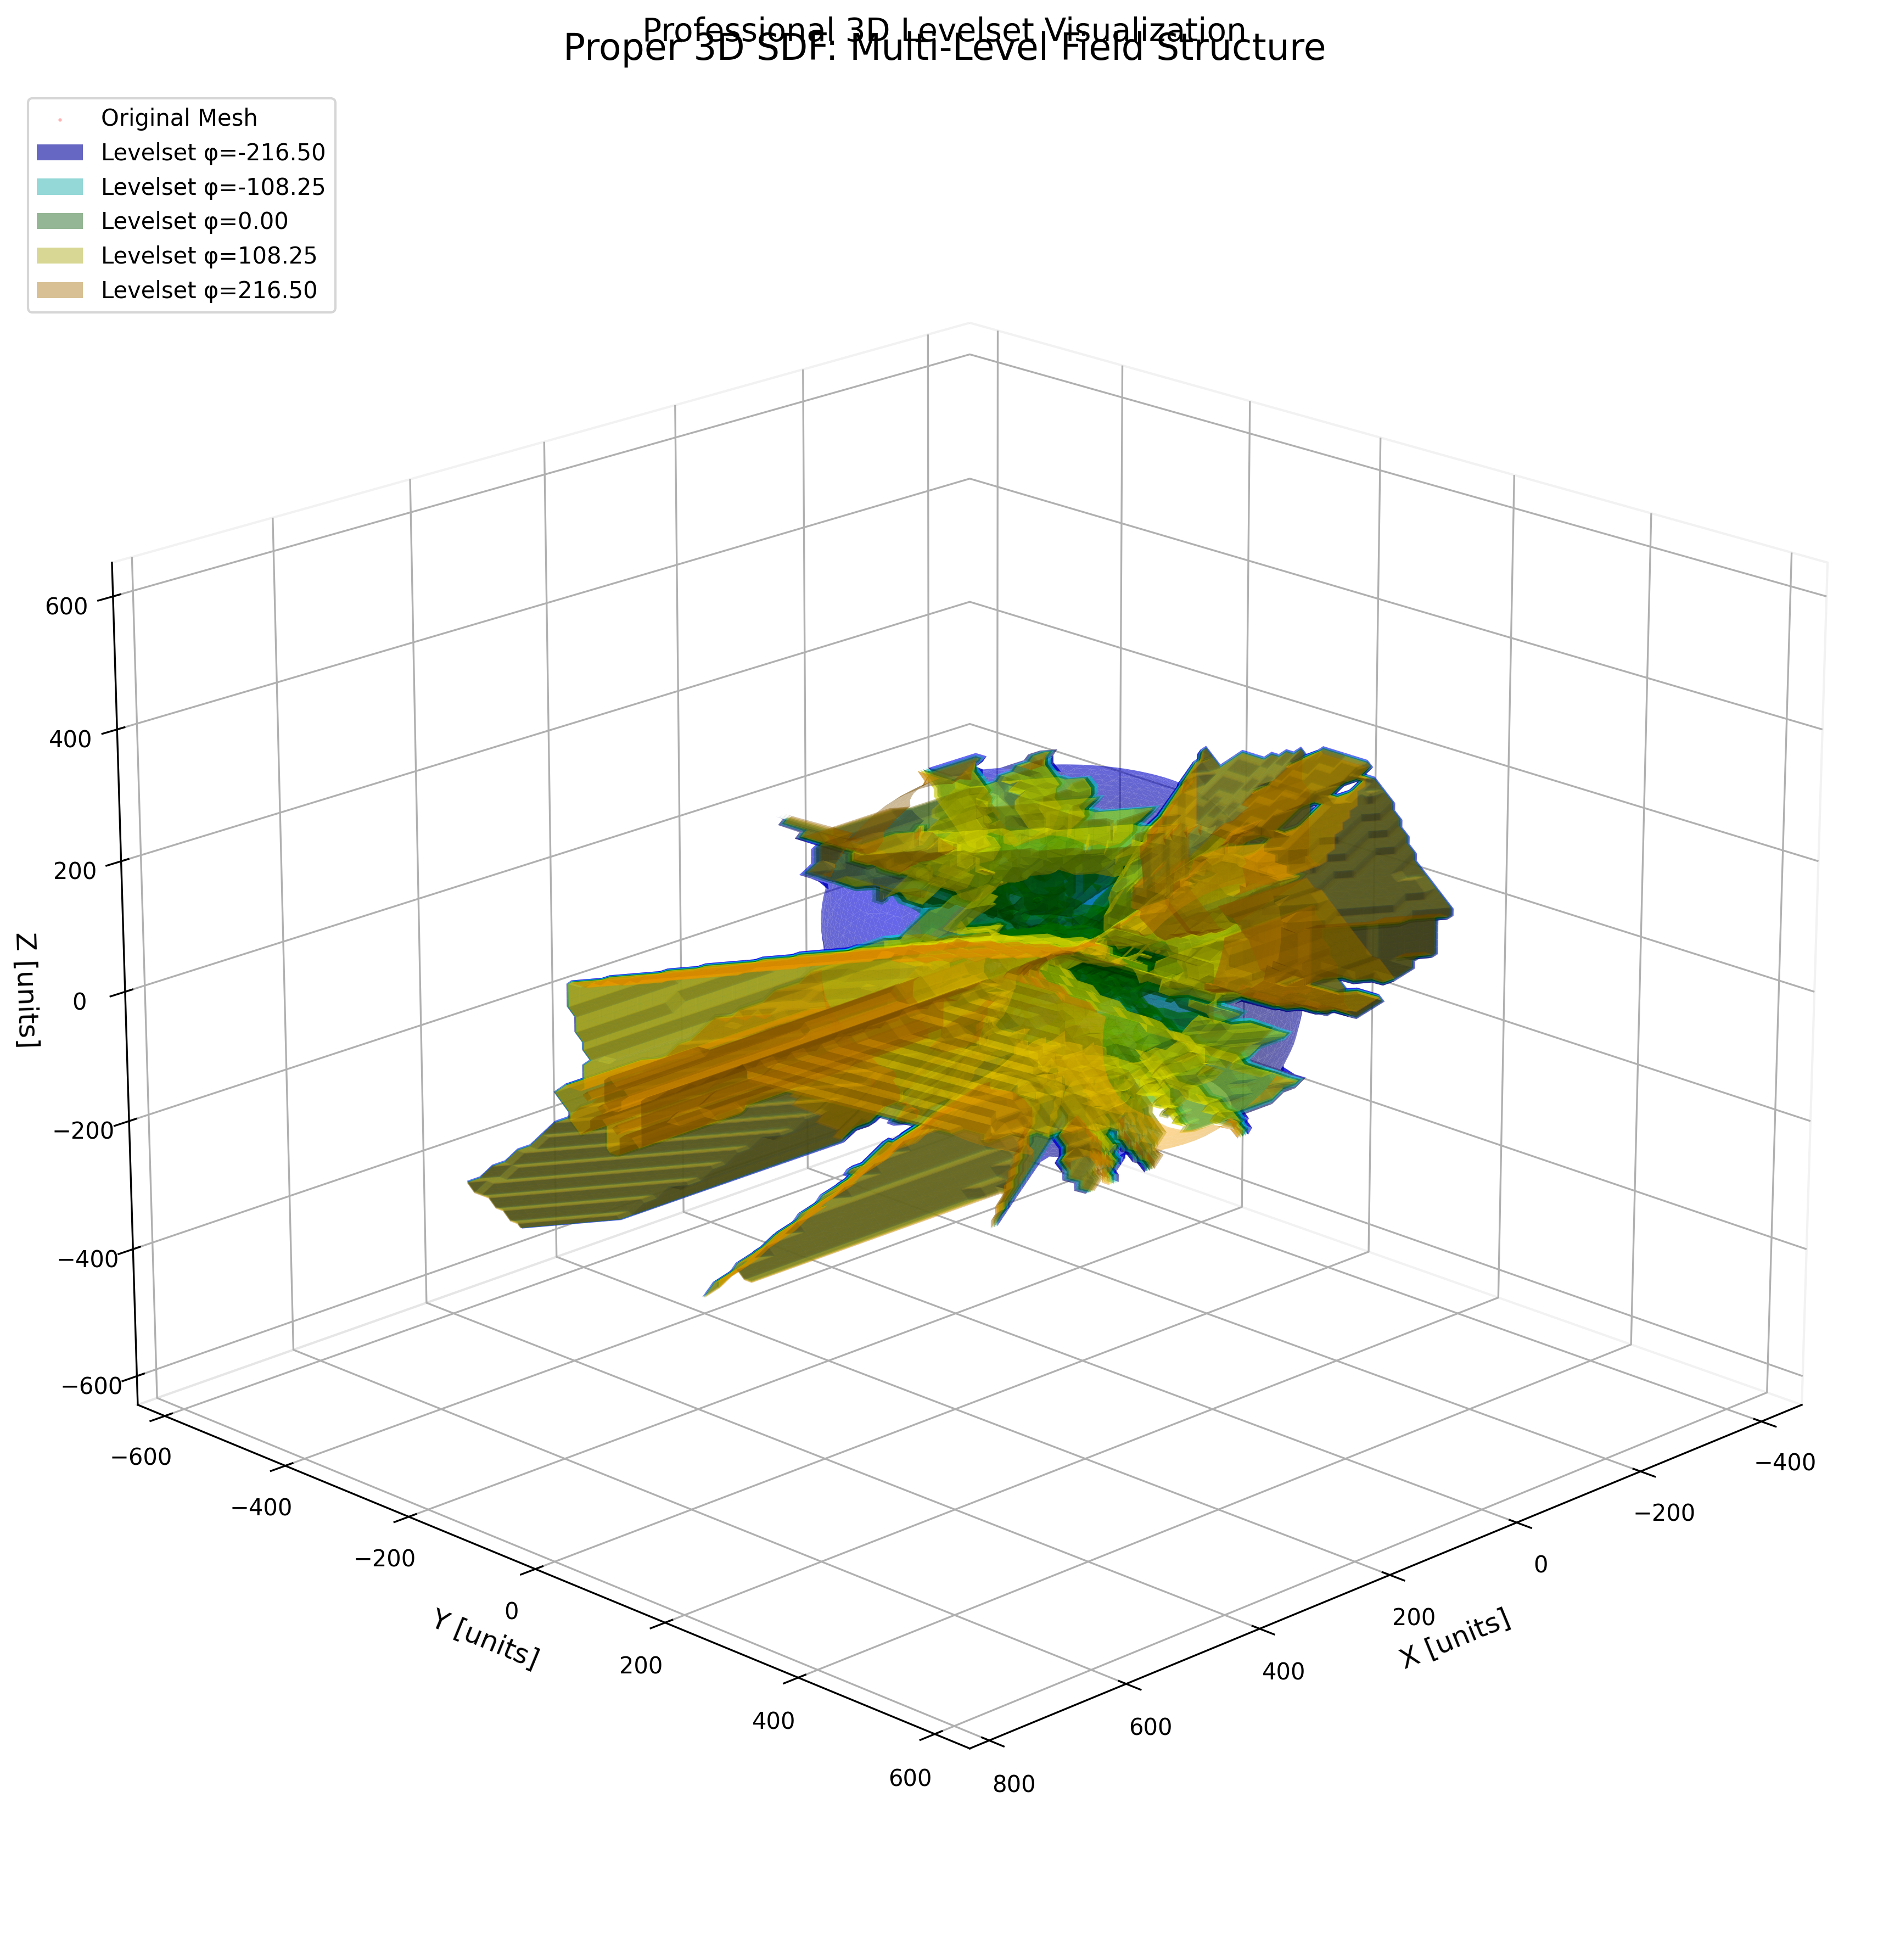 Professional 3D Levelset Visualization
Proper 3D SDF: Multi-Level Field Structure
Original Mesh
Levelset φ=-216.50
Levelset φ=-108.25
Levelset φ=0.00
Levelset φ=108.25
Levelset φ=216.50
600
400
200
0
−200
−400
−600
Z [units]
−600
−400
−200
0
200
400
600
Y [units]
−400
−200
0
200
400
600
800
X [units]